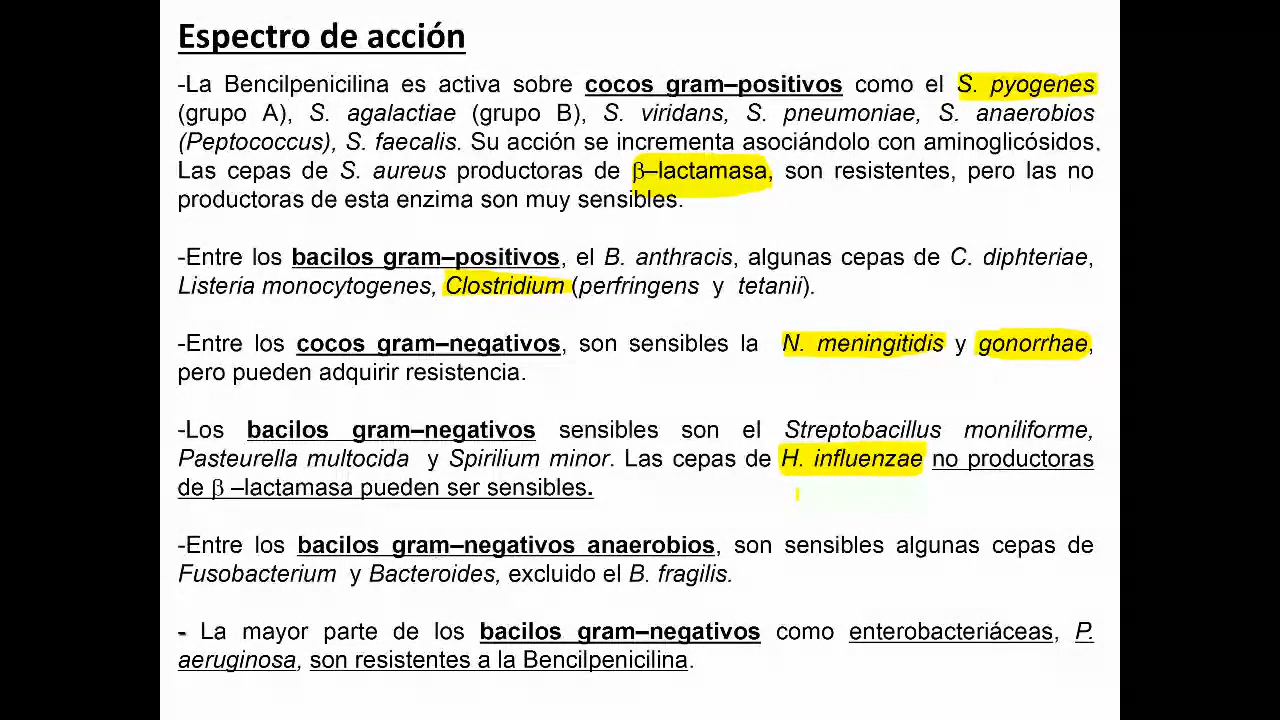 Espectro de acción
-La Bencilpenicilina es activa sobre cocos gram–positivos como el S. pyogenes
(grupo A), S. agalactiae (grupo B), S. viridans, S. pneumoniae, S. anaerobios
(Peptococcus), S. faecalis. Su acción se incrementa asociándolo con aminoglicósidos.
Las cepas de S. aureus productoras de β–lactamasa, son resistentes, pero las no
productoras de esta enzima son muy sensibles.
-Entre los bacilos gram–positivos, el B. anthracis, algunas cepas de C. diphteriae,
Listeria monocytogenes, Clostridium (perfringens y tetanii).
-Entre los cocos gram–negativos, son sensibles la N. meningitidis y gonorrhae,
pero pueden adquirir resistencia.
-Los bacilos gram–negativos sensibles son el Streptobacillus moniliforme,
Pasteurella multocida y Spirilium minor. Las cepas de H. influenzae no productoras
de β –lactamasa pueden ser sensibles.
-Entre los bacilos gram–negativos anaerobios, son sensibles algunas cepas de
Fusobacterium y Bacteroides, excluido el B. fragilis.
- La mayor parte de los bacilos gram–negativos como enterobacteriáceas, P.
aeruginosa, son resistentes a la Bencilpenicilina.